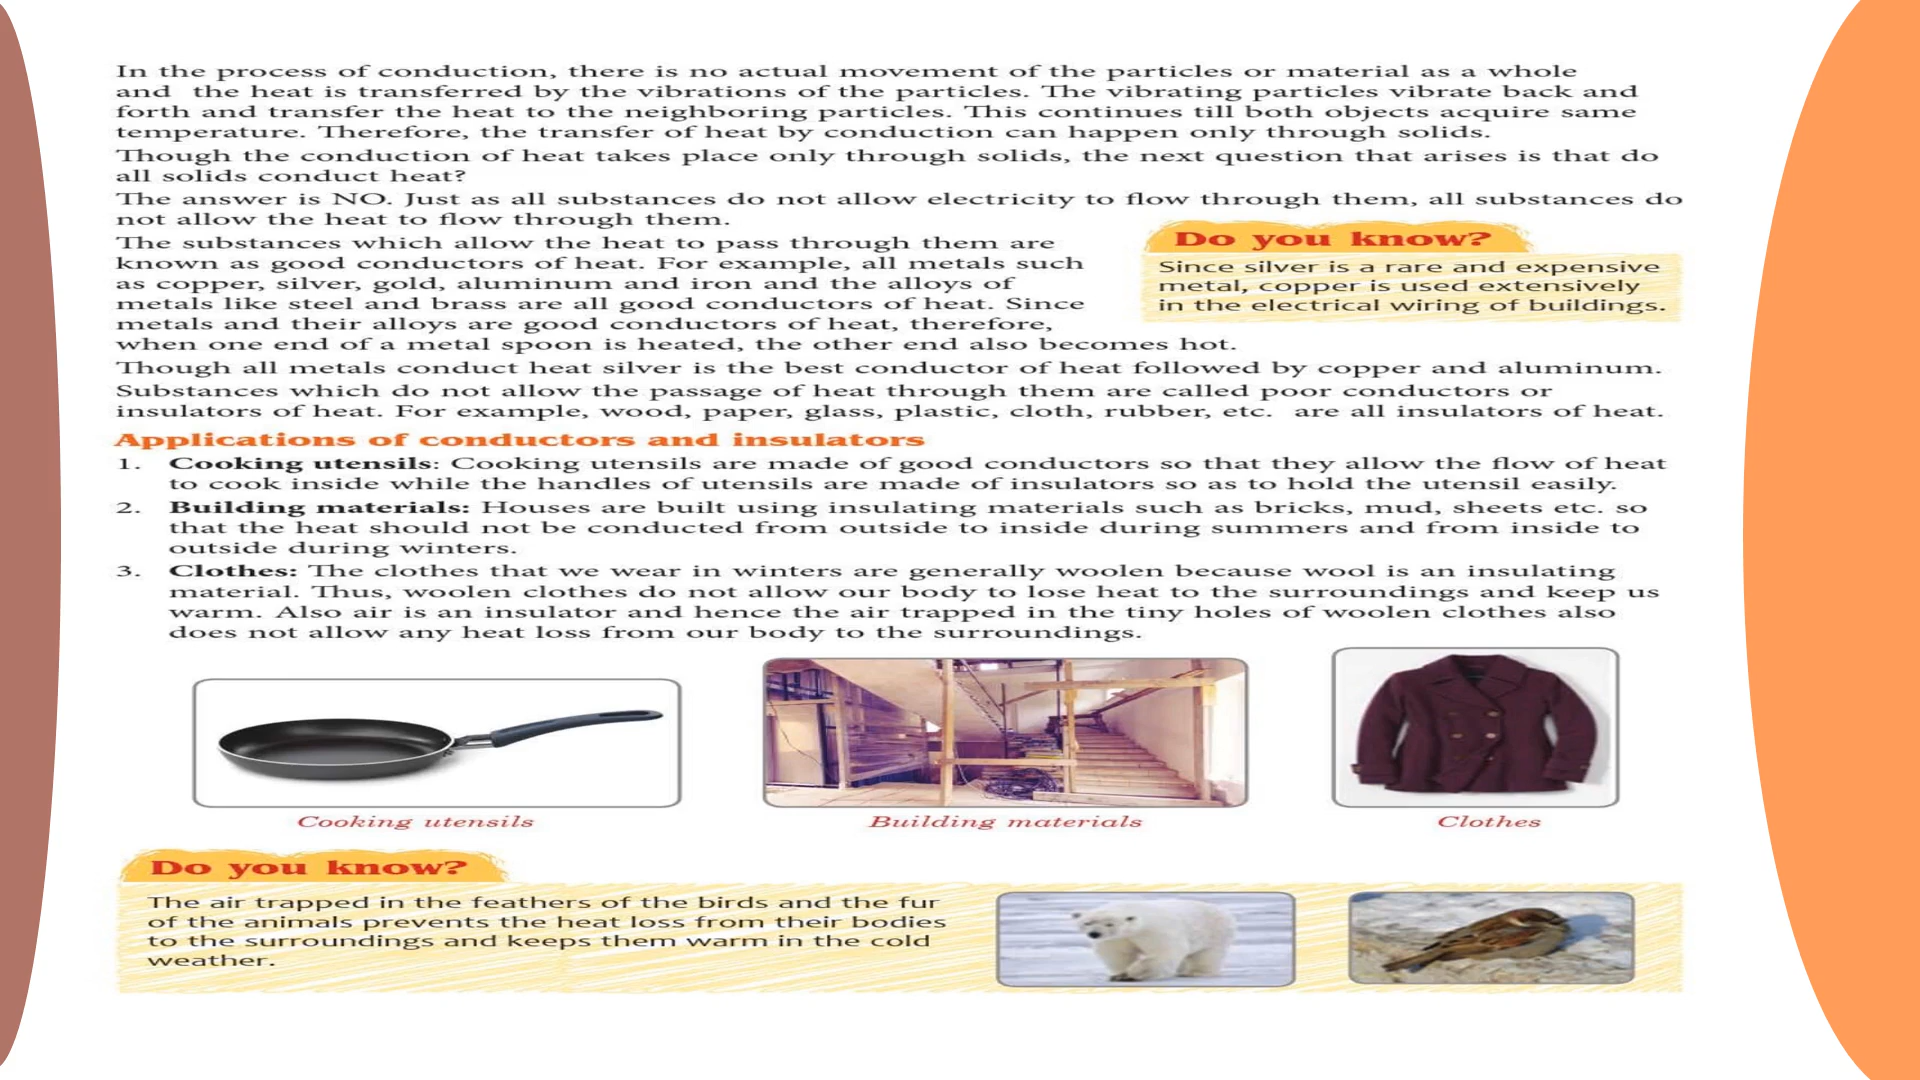 In the process of conduction, there is no actual movement of the particles or material as a whole
and the heat is transferred by the vibrations of the particles. The vibrating particles vibrate back and
forth and transfer the heat to the neighboring particles. This continues till both objects acquire same
temperature. Therefore, the transfer of heat by conduction can happen only through solids.
Though the conduction of heat takes place only through solids, the next question that arises is that do
all solids conduct heat?
The answer is NO. Just as all substances do not allow electricity to flow through them, all substances do
not allow the heat to flow through them.
The substances which allow the heat to pass through them are
known as good conductors of heat. For example, all metals such
as copper, silver, gold, aluminum and iron and the alloys of
metals like steel and brass are all good conductors of heat. Since
metals and their alloys are good conductors of heat, therefore,
when one end of a metal spoon is heated, the other end also becomes hot.
Do you know?
Since silver is a rare and expensive
metal, copper is used extensively
in the electrical wiring of buildings.
Though all metals conduct heat silver is the best conductor of heat followed by copper and aluminum.
Substances which do not allow the passage of heat through them are called poor conductors or
insulators of heat. For example, wood, paper, glass, plastic, cloth, rubber, etc. are all insulators of heat.
Applications of conductors and insulators
1. Cooking utensils: Cooking utensils are made of good conductors so that they allow the flow of heat
to cook inside while the handles of utensils are made of insulators so as to hold the utensil easily.
2. Building materials: Houses are built using insulating materials such as bricks, mud, sheets etc. so
that the heat should not be conducted from outside to inside during summers and from inside to
outside during winters.
3. Clothes: The clothes that we wear in winters are generally woolen because wool is an insulating
material. Thus, woolen clothes do not allow our body to lose heat to the surroundings and keep us
warm. Also air is an insulator and hence the air trapped in the tiny holes of woolen clothes also
does not allow any heat loss from our body to the surroundings.
Cooking utensils
Building materials
Clothes
Do you know?
The air trapped in the feathers of the birds and the fur
of the animals prevents the heat loss from their bodies
to the surroundings and keeps them warm in the cold
weather.